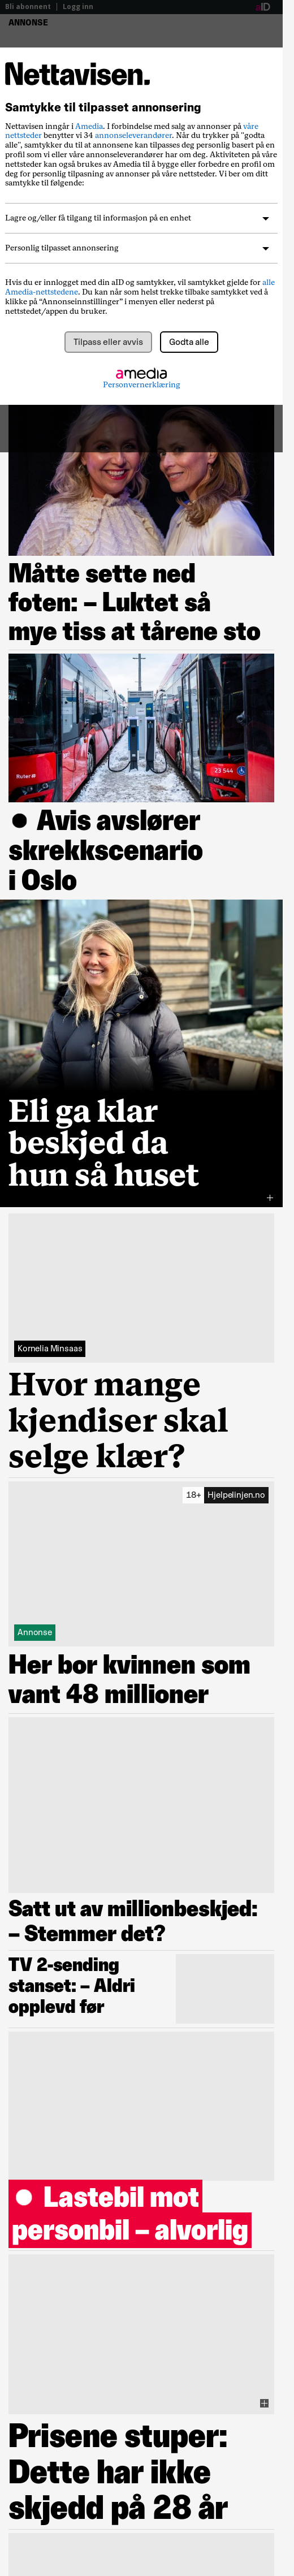 Bli abonnent | Logg inn aID
ANNONSE
Nettavisen.
Samtykke til tilpasset annonsering
Nettavisen inngår i Amedia. I forbindelse med salg av annonser på våre
nettsteder benytter vi 34 annonseleverandører. Når du trykker på "godta
alle", samtykker du til at annonsene kan tilpasses deg personlig basert på en
profil som vi eller våre annonseleverandører har om deg. Aktiviteten på våre
nettsteder kan også brukes av Amedia til å bygge eller forbedre en profil om
deg for personlig tilpasning av annonser på våre nettsteder. Vi ber om ditt
samtykke til følgende:
Lagre og/eller få tilgang til informasjon på en enhet
Personlig tilpasset annonsering
Hvis du er innlogget med din aID og samtykker, vil samtykket gjelde for alle
Amedia-nettstedene. Du kan når som helst trekke tilbake samtykket ved å
klikke på “Annonseinnstillinger” i menyen eller nederst på
nettstedet/appen du bruker.
Tilpass eller avvis Godta alle
amedia
Personvernerklæring
Måtte sette ned
foten: – Luktet så
mye tiss at tårene sto
Ruter 23 544
● Avis avslører
skrekkscenario
i Oslo
Eli ga klar
beskjed da
hun så huset
Kornelia Minsaas
Hvor mange
kjendiser skal
selge klær?
18+ Hjelpelinjen.no
Annonse
Her bor kvinnen som
vant 48 millioner
Satt ut av millionbeskjed:
– Stemmer det?
TV 2-sending
stanset: – Aldri
opplevd før
● Lastebil mot
personbil – alvorlig
Prisene stuper:
Dette har ikke
skjedd på 28 år